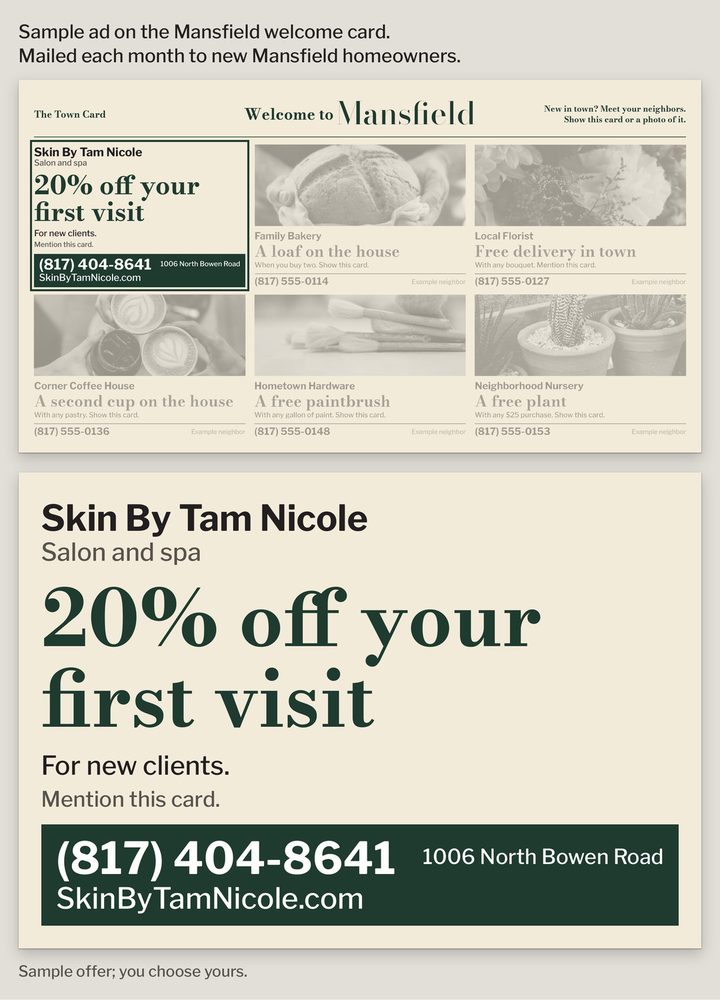 Sample ad on the Mansfield welcome card.
Mailed each month to new Mansfield homeowners.
The Town Card
Welcome to Mansfield
New in town? Meet your neighbors.
Show this card or a photo of it.
Skin By Tam Nicole
Salon and spa
20% off your
first visit
For new clients.
Mention this card.
(817) 404-8641 1006 North Bowen Road
SkinByTamNicole.com
Family Bakery
A loaf on the house
When you buy two. Show this card.
(817) 555-0114 Example neighbor
Local Florist
Free delivery in town
With any bouquet. Mention this card.
(817) 555-0127 Example neighbor
Corner Coffee House
A second cup on the house
With any pastry. Show this card.
(817) 555-0136 Example neighbor
Hometown Hardware
A free paintbrush
With any gallon of paint. Show this card.
(817) 555-0148 Example neighbor
Neighborhood Nursery
A free plant
With any $25 purchase. Show this card.
(817) 555-0153 Example neighbor
Skin By Tam Nicole
Salon and spa
20% off your
first visit
For new clients.
Mention this card.
(817) 404-8641 1006 North Bowen Road
SkinByTamNicole.com
Sample offer; you choose yours.